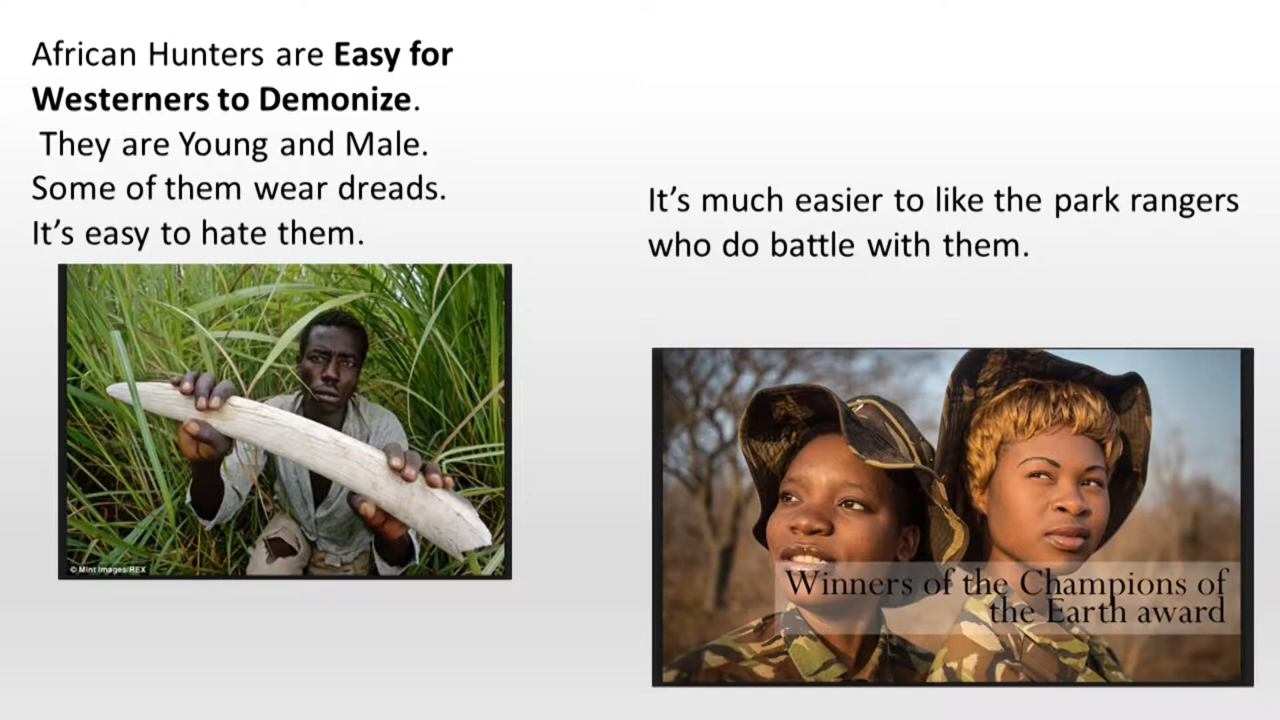 African Hunters are Easy for
Westerners to Demonize.
They are Young and Male.
Some of them wear dreads.
It's easy to hate them.
© Mint Images/REX
It's much easier to like the park rangers
who do battle with them.
Winners of the Champions of
the Earth award